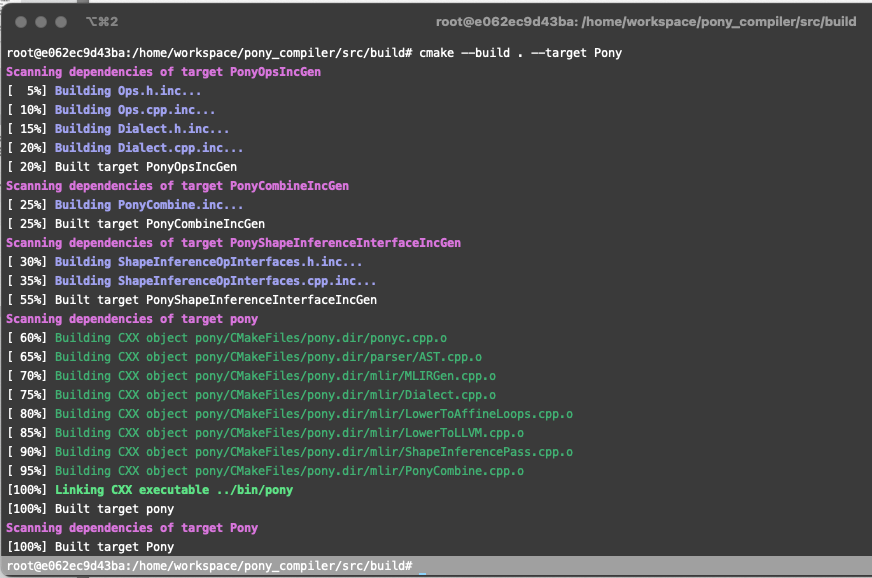 ⌥⌘2
root@e062ec9d43ba: /home/workspace/pony_compiler/src/build
root@e062ec9d43ba:/home/workspace/pony_compiler/src/build# cmake --build . --target Pony
Scanning dependencies of target PonyOpsIncGen
[  5%] Building Ops.h.inc...
[ 10%] Building Ops.cpp.inc...
[ 15%] Building Dialect.h.inc...
[ 20%] Building Dialect.cpp.inc...
[ 20%] Built target PonyOpsIncGen
Scanning dependencies of target PonyCombineIncGen
[ 25%] Building PonyCombine.inc...
[ 25%] Built target PonyCombineIncGen
Scanning dependencies of target PonyShapeInferenceInterfaceIncGen
[ 30%] Building ShapeInferenceOpInterfaces.h.inc...
[ 35%] Building ShapeInferenceOpInterfaces.cpp.inc...
[ 55%] Built target PonyShapeInferenceInterfaceIncGen
Scanning dependencies of target pony
[ 60%] Building CXX object pony/CMakeFiles/pony.dir/ponyc.cpp.o
[ 65%] Building CXX object pony/CMakeFiles/pony.dir/parser/AST.cpp.o
[ 70%] Building CXX object pony/CMakeFiles/pony.dir/mlir/MLIRGen.cpp.o
[ 75%] Building CXX object pony/CMakeFiles/pony.dir/mlir/Dialect.cpp.o
[ 80%] Building CXX object pony/CMakeFiles/pony.dir/mlir/LowerToAffineLoops.cpp.o
[ 85%] Building CXX object pony/CMakeFiles/pony.dir/mlir/LowerToLLVM.cpp.o
[ 90%] Building CXX object pony/CMakeFiles/pony.dir/mlir/ShapeInferencePass.cpp.o
[ 95%] Building CXX object pony/CMakeFiles/pony.dir/mlir/PonyCombine.cpp.o
[100%] Linking CXX executable ../bin/pony
[100%] Built target pony
Scanning dependencies of target Pony
[100%] Built target Pony
root@e062ec9d43ba:/home/workspace/pony_compiler/src/build#